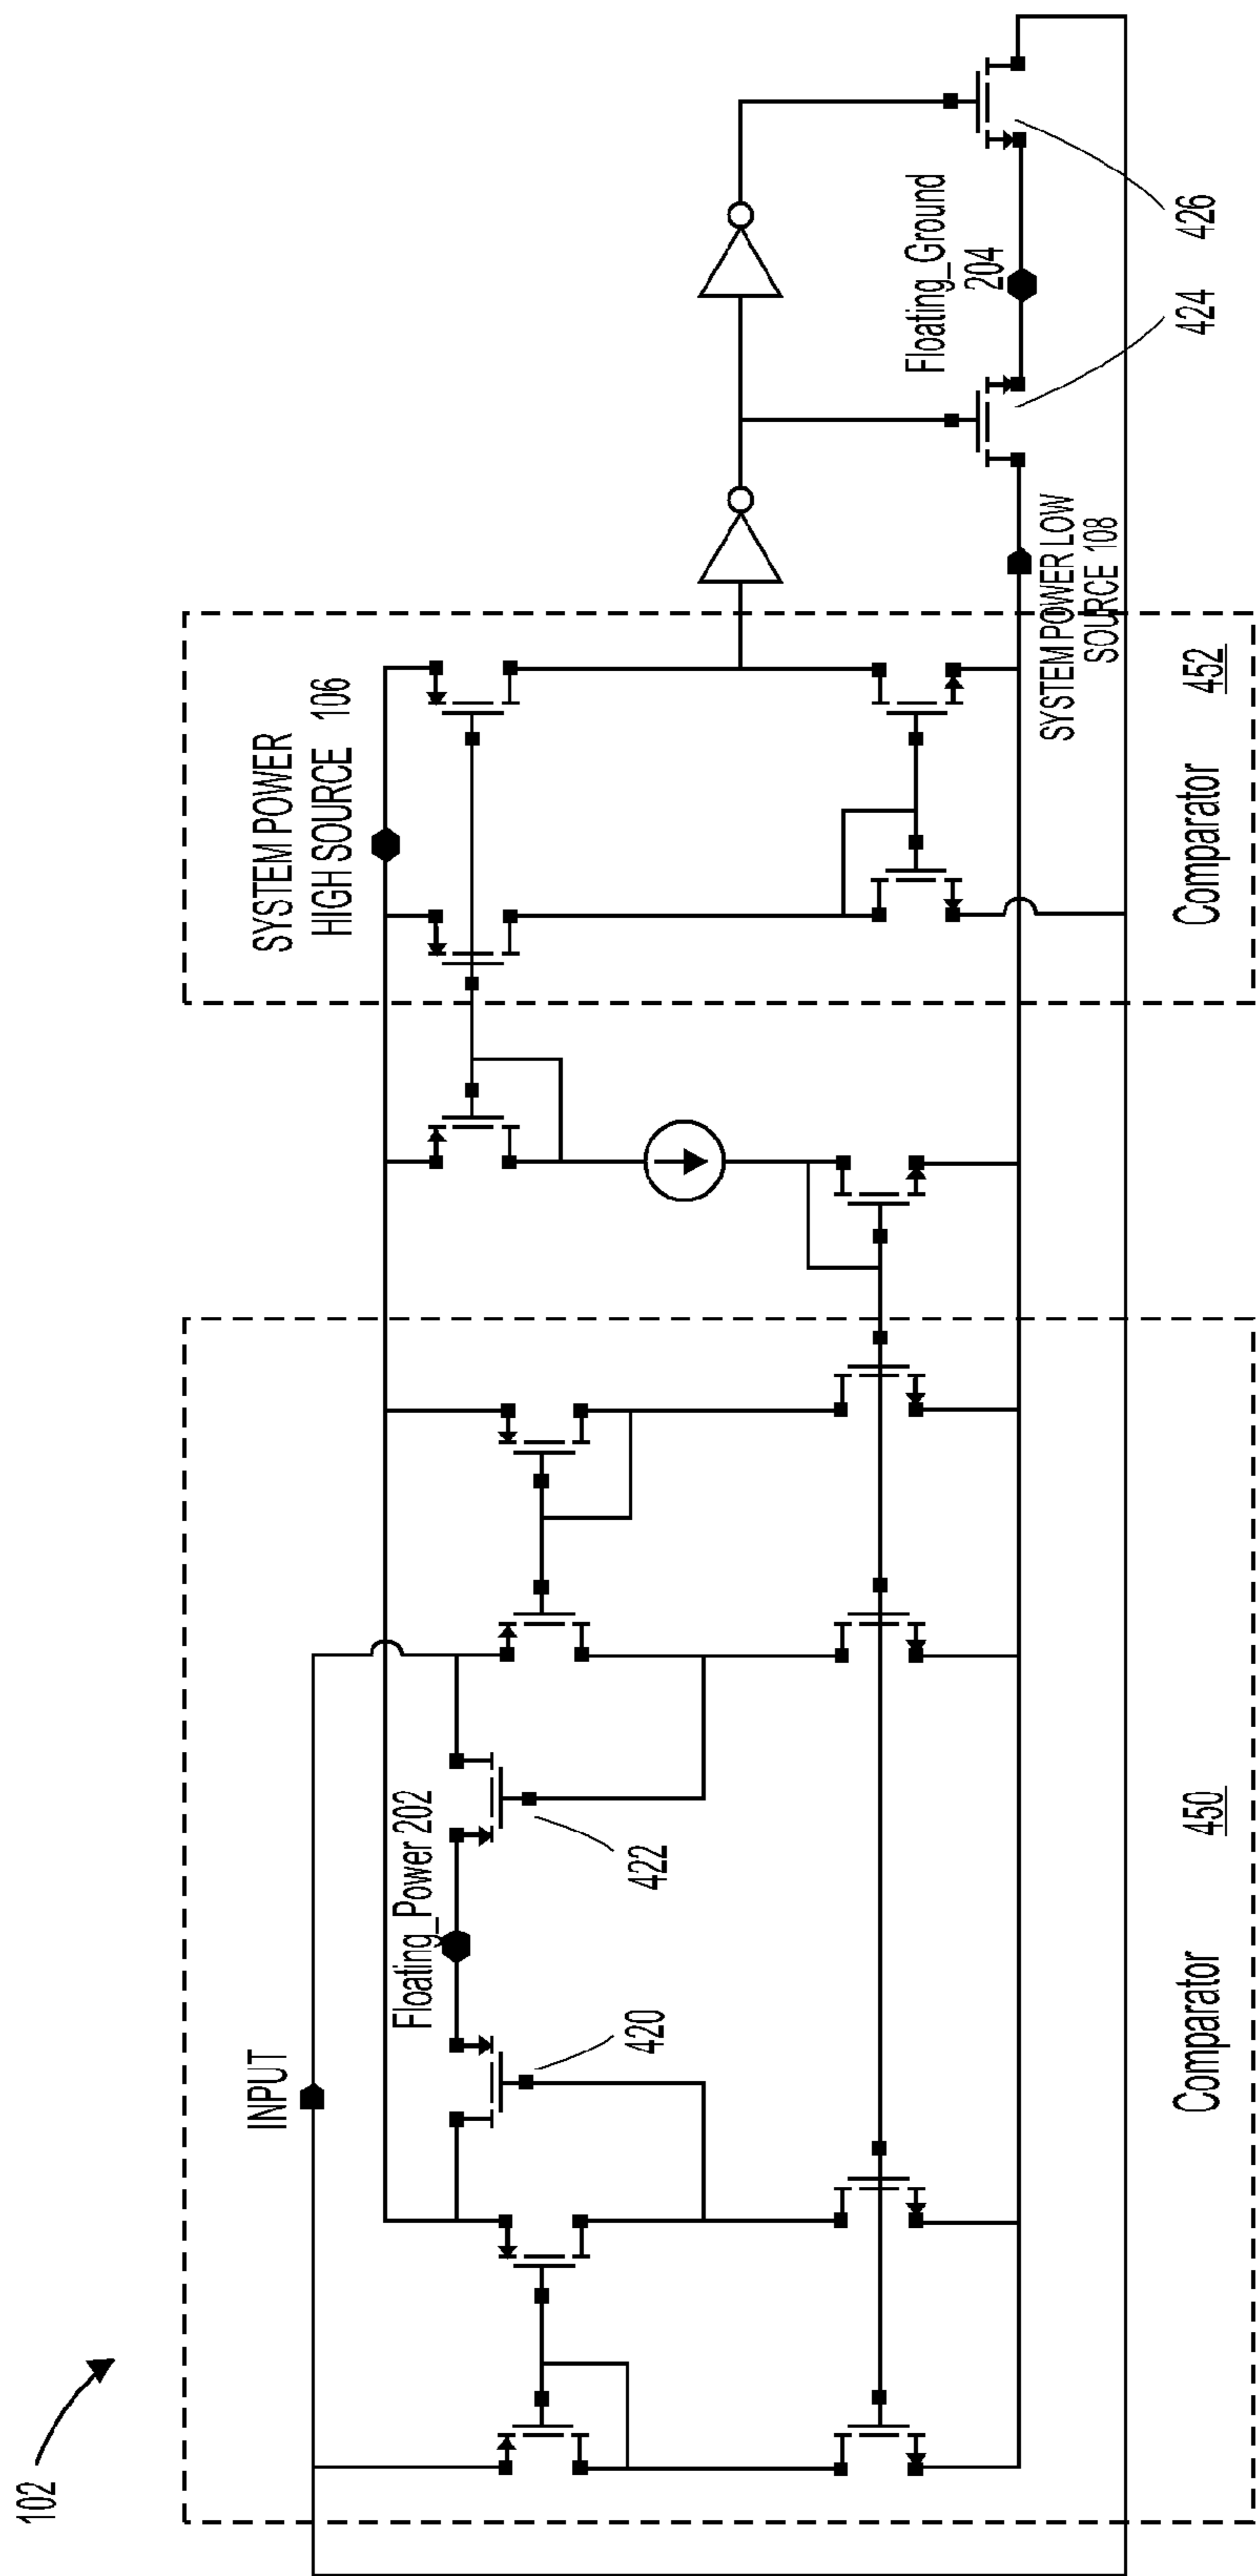 102
INPUT
Floating_Power 202
420
422
Comparator
450
SYSTEM POWER
HIGH SOURCE 106
Comparator
452
SYSTEM POWER LOW
SOURCE 108
Floating_Ground
204
424
426